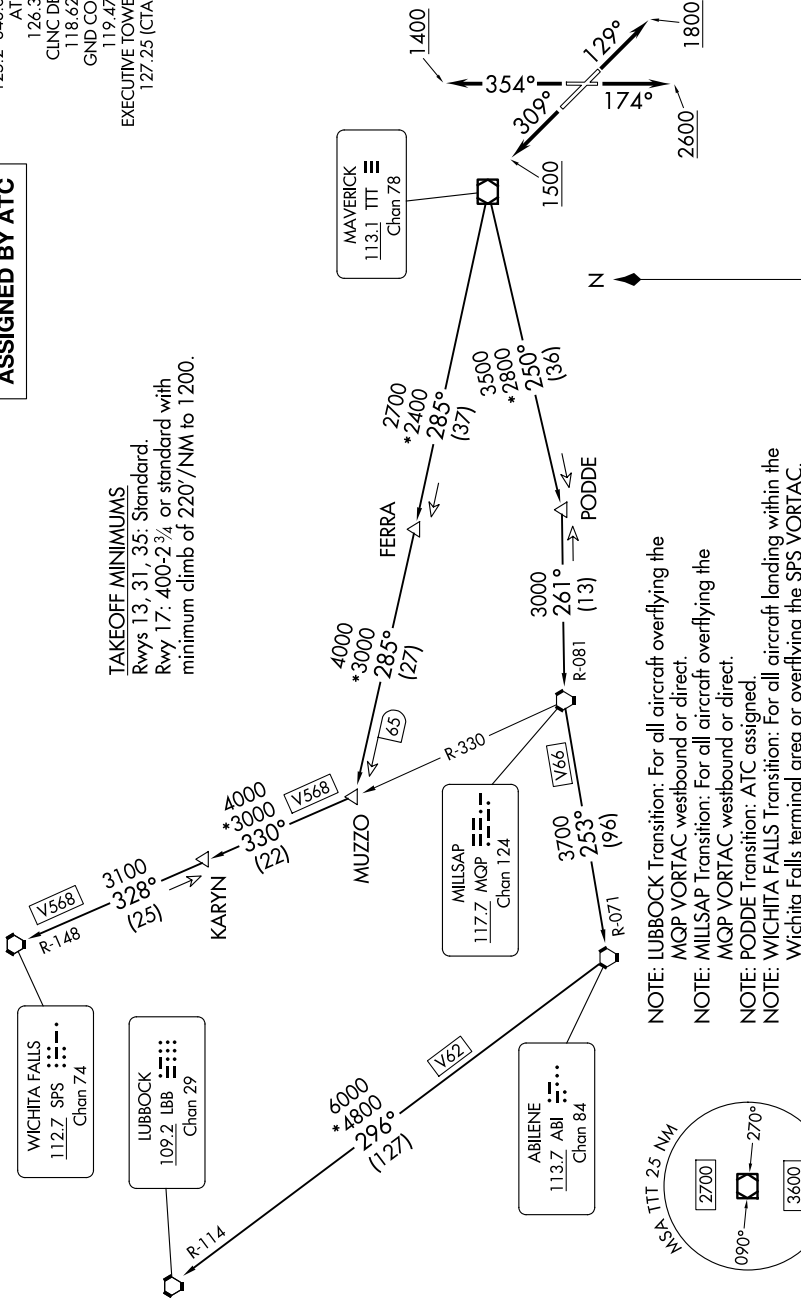 ASSIGNED BY ATC
126.3
CLNC DE
118.62
GND CO
119.47
EXECUTIVE TOWE
127.25 (CTA
TAKEOFF MINIMUMS
Rwys 13, 31, 35: Standard.
Rwy 17: 400-2¾ or standard with
minimum climb of 220'/NM to 1200.
1400
354°
129°
1800
309°
174°
1500
2600
MAVERICK
113.1 TTT
Chan 78
N
2700
*2400
285°
(37)
3500
*2800
250°
(36)
FERRA
PODDE
4000
*3000
285°
(27)
65
3000
261°
(13)
R-081
R-330
MUZZO
V568
4000
*3000
330°
(22)
KARYN
3100
328°
(25)
V568
R-148
WICHITA FALLS
112.7 SPS
Chan 74
LUBBOCK
109.2 LBB
Chan 29
MILLSAP
117.7 MQP
Chan 124
V66
3700
253°
(96)
R-071
ABILENE
113.7 ABI
Chan 84
V62
6000
*4800
296°
(127)
R-114
NOTE: LUBBOCK Transition: For all aircraft overflying the
MQP VORTAC westbound or direct.
NOTE: MILLSAP Transition: For all aircraft overflying the
MQP VORTAC westbound or direct.
NOTE: PODDE Transition: ATC assigned.
NOTE: WICHITA FALLS Transition: For all aircraft landing within the
Wichita Falls terminal area or overflying the SPS VORTAC.
MSA TTT 25 NM
2700
090°
270°
3600